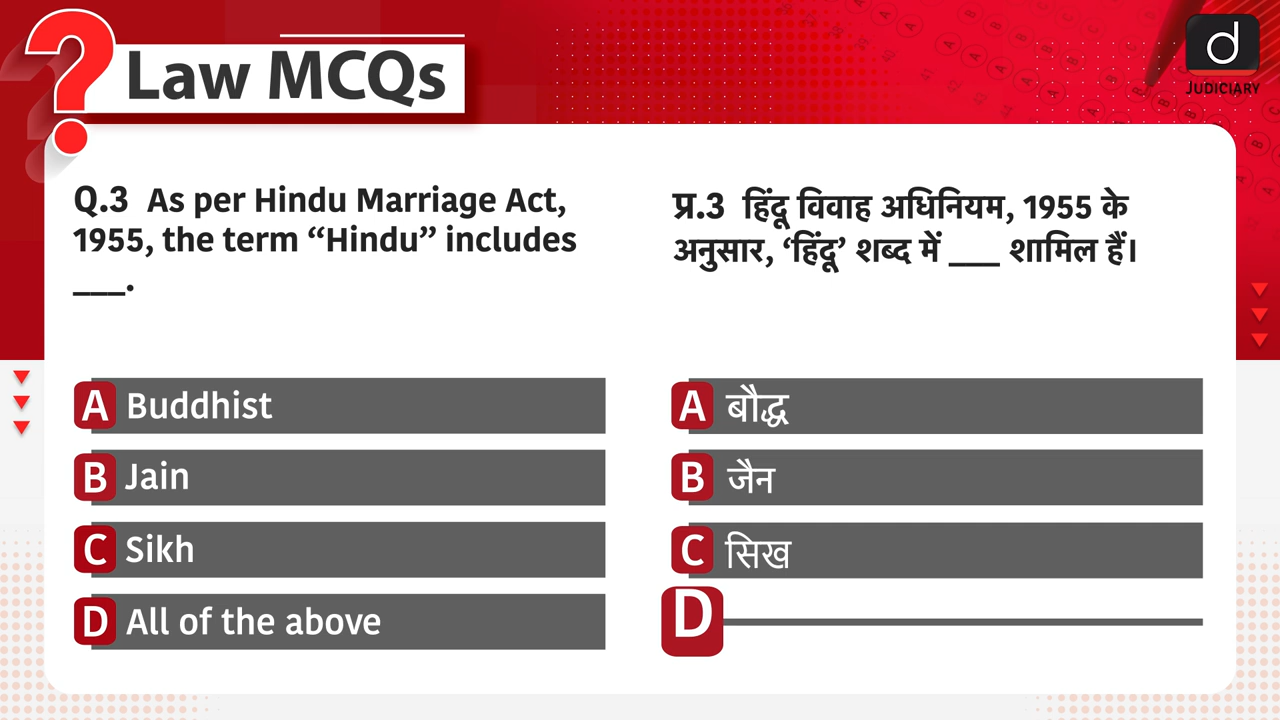 ?
Law MCQs
d
JUDICIARY
Q.3 As per Hindu Marriage Act,
1955, the term “Hindu” includes
___.
A Buddhist
B Jain
C Sikh
D All of the above
प्र.3 हिंदू विवाह अधिनियम, 1955 के
अनुसार, ‘हिंदू’ शब्द में ___ शामिल हैं।
A बौद्ध
B जैन
C सिख
D